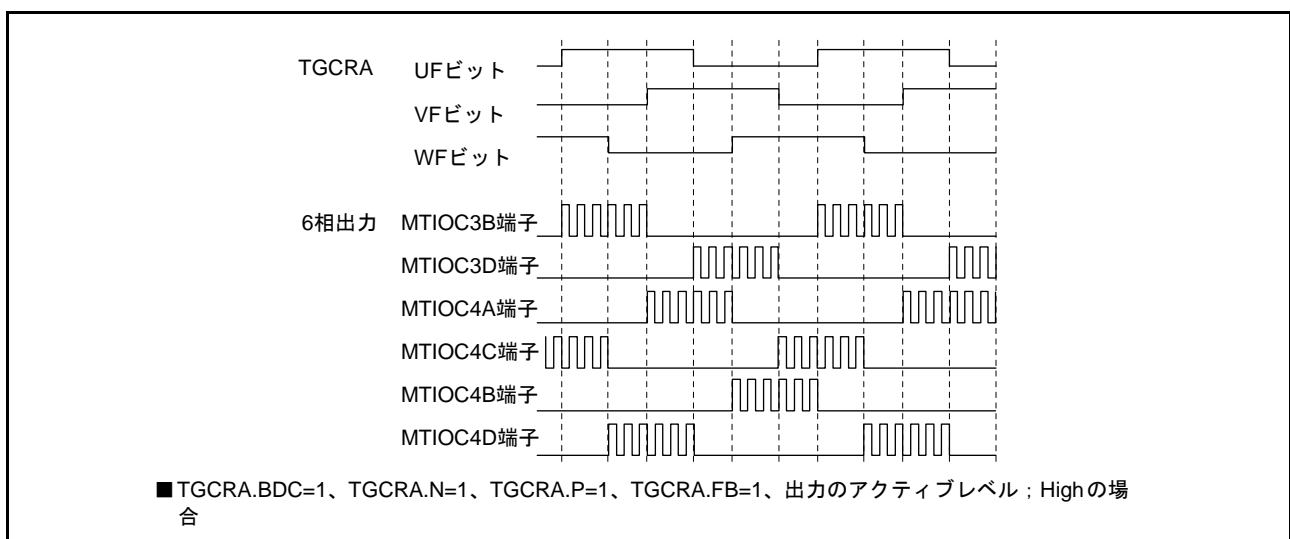 TGCRA UFビット
VFビット
WFビット
6相出力 MTIOC3B端子
MTIOC3D端子
MTIOC4A端子
MTIOC4C端子
MTIOC4B端子
MTIOC4D端子
■TGCRA.BDC=1、TGCRA.N=1、TGCRA.P=1、TGCRA.FB=1、出力のアクティブレベル；Highの場
合